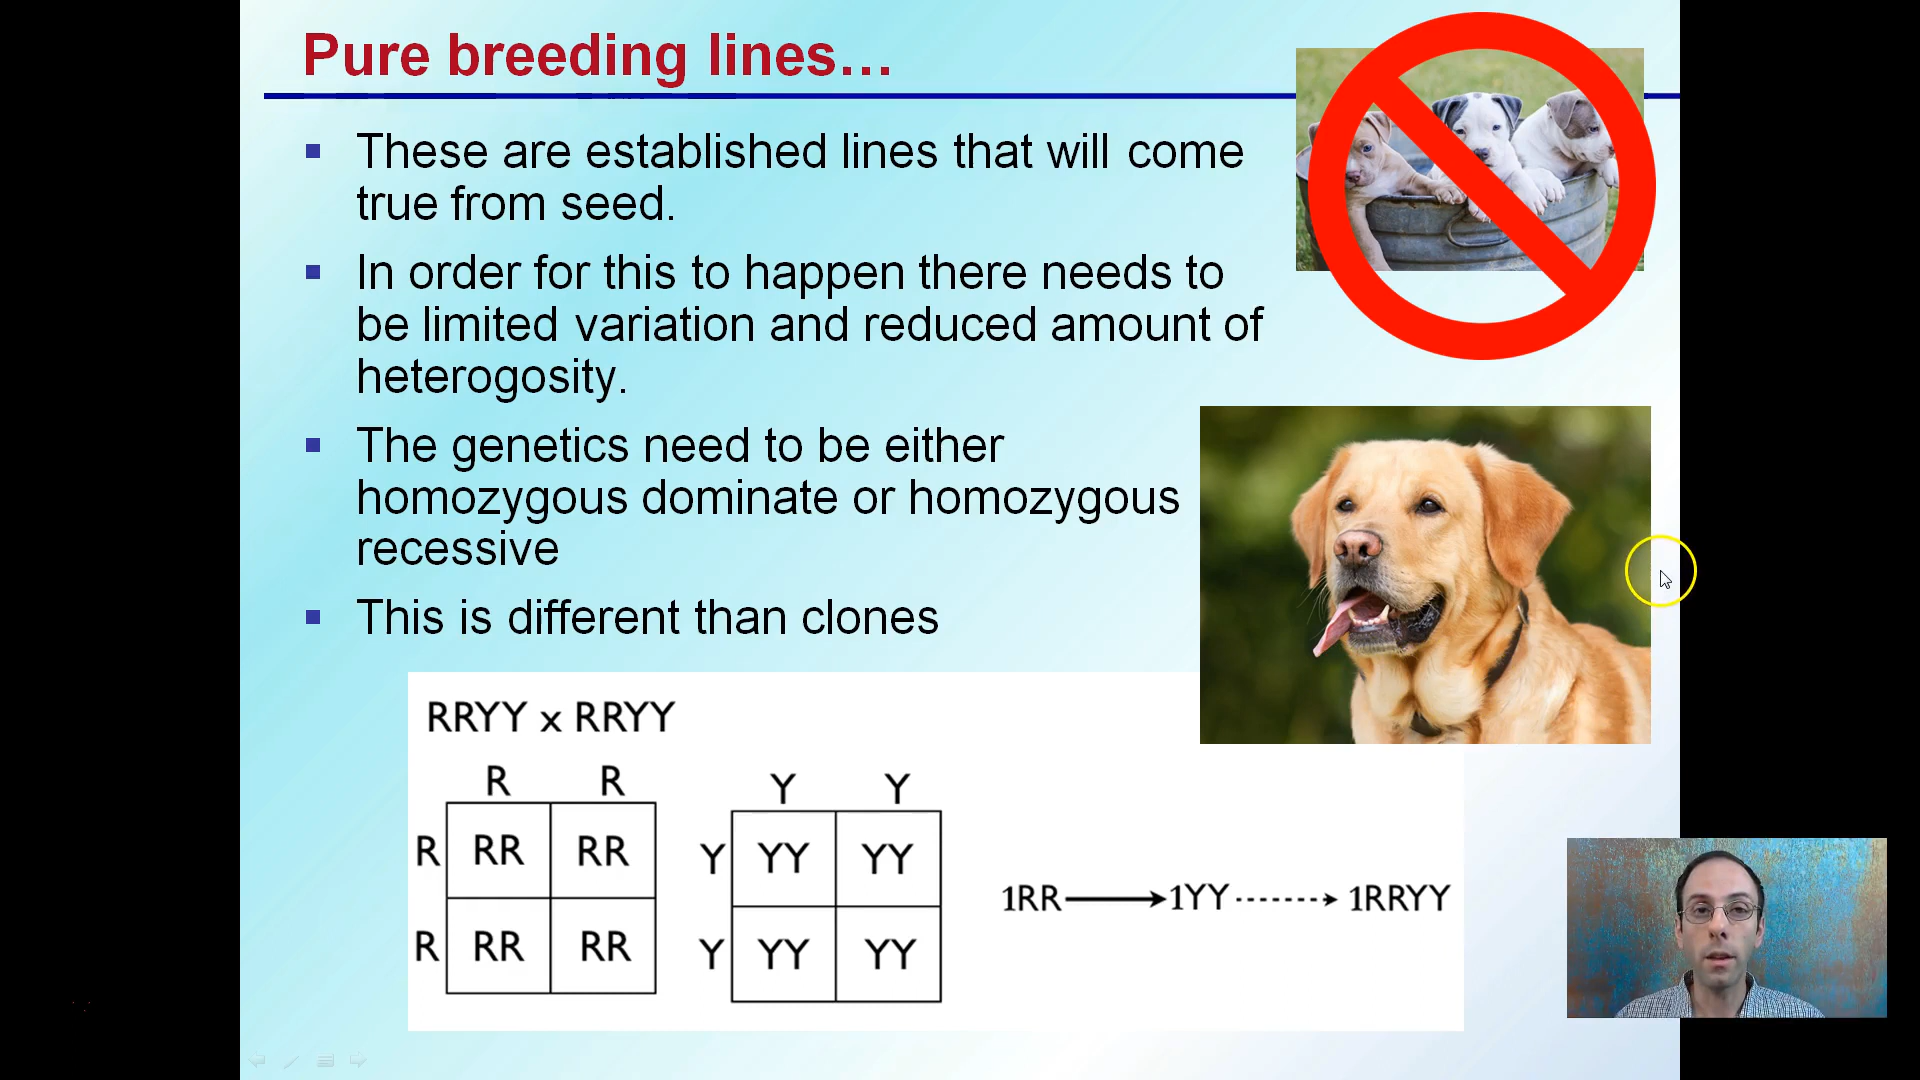 Pure breeding lines...
These are established lines that will come
true from seed.
In order for this to happen there needs to
be limited variation and reduced amount of
heterogosity.
The genetics need to be either
homozygous dominate or homozygous
recessive
This is different than clones
RRYY x RRYY
R R
R RR RR
R RR RR
Y Y
Y YY YY
Y YY YY
1RR 1YY 1RRYY